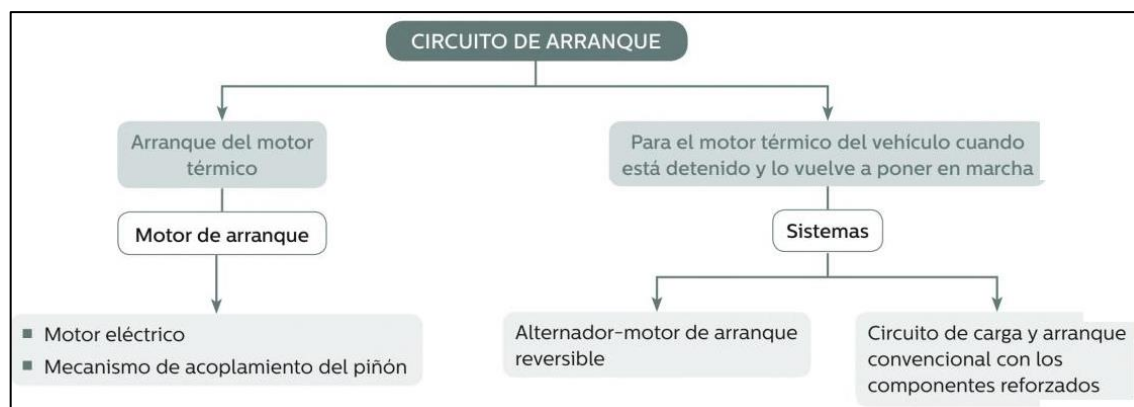 CIRCUITO DE ARRANQUE
Arranque del motor
térmico
Motor de arranque
Motor eléctrico
Mecanismo de acoplamiento del piñón
Para el motor térmico del vehículo cuando
está detenido y lo vuelve a poner en marcha
Sistemas
Alternador-motor de arranque
reversible
Circuito de carga y arranque
convencional con los
componentes reforzados